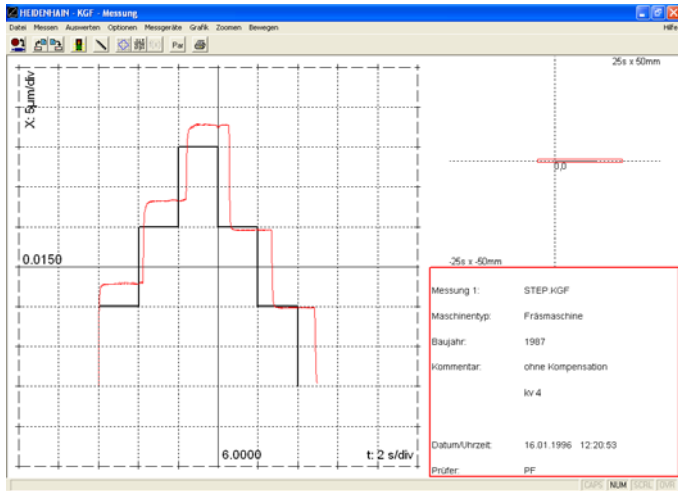 HEIDENHAIN - KGF - Messung
Datei Messen Auswerten Optionen Messgeräte Grafik Zoomen Bewegen Hilfe
Par
X: 5µm/div
0.0150
6.0000
t: 2 s/div
25s x 50mm
0,0
-25s x -50mm
Messung 1: STEP.KGF
Maschinentyp: Fräsmaschine
Baujahr: 1987
Kommentar: ohne Kompensation
kv 4
Datum/Uhrzeit: 16.01.1996 12:20:53
Prüfer: PF
CAPS NUM SCRL OVR